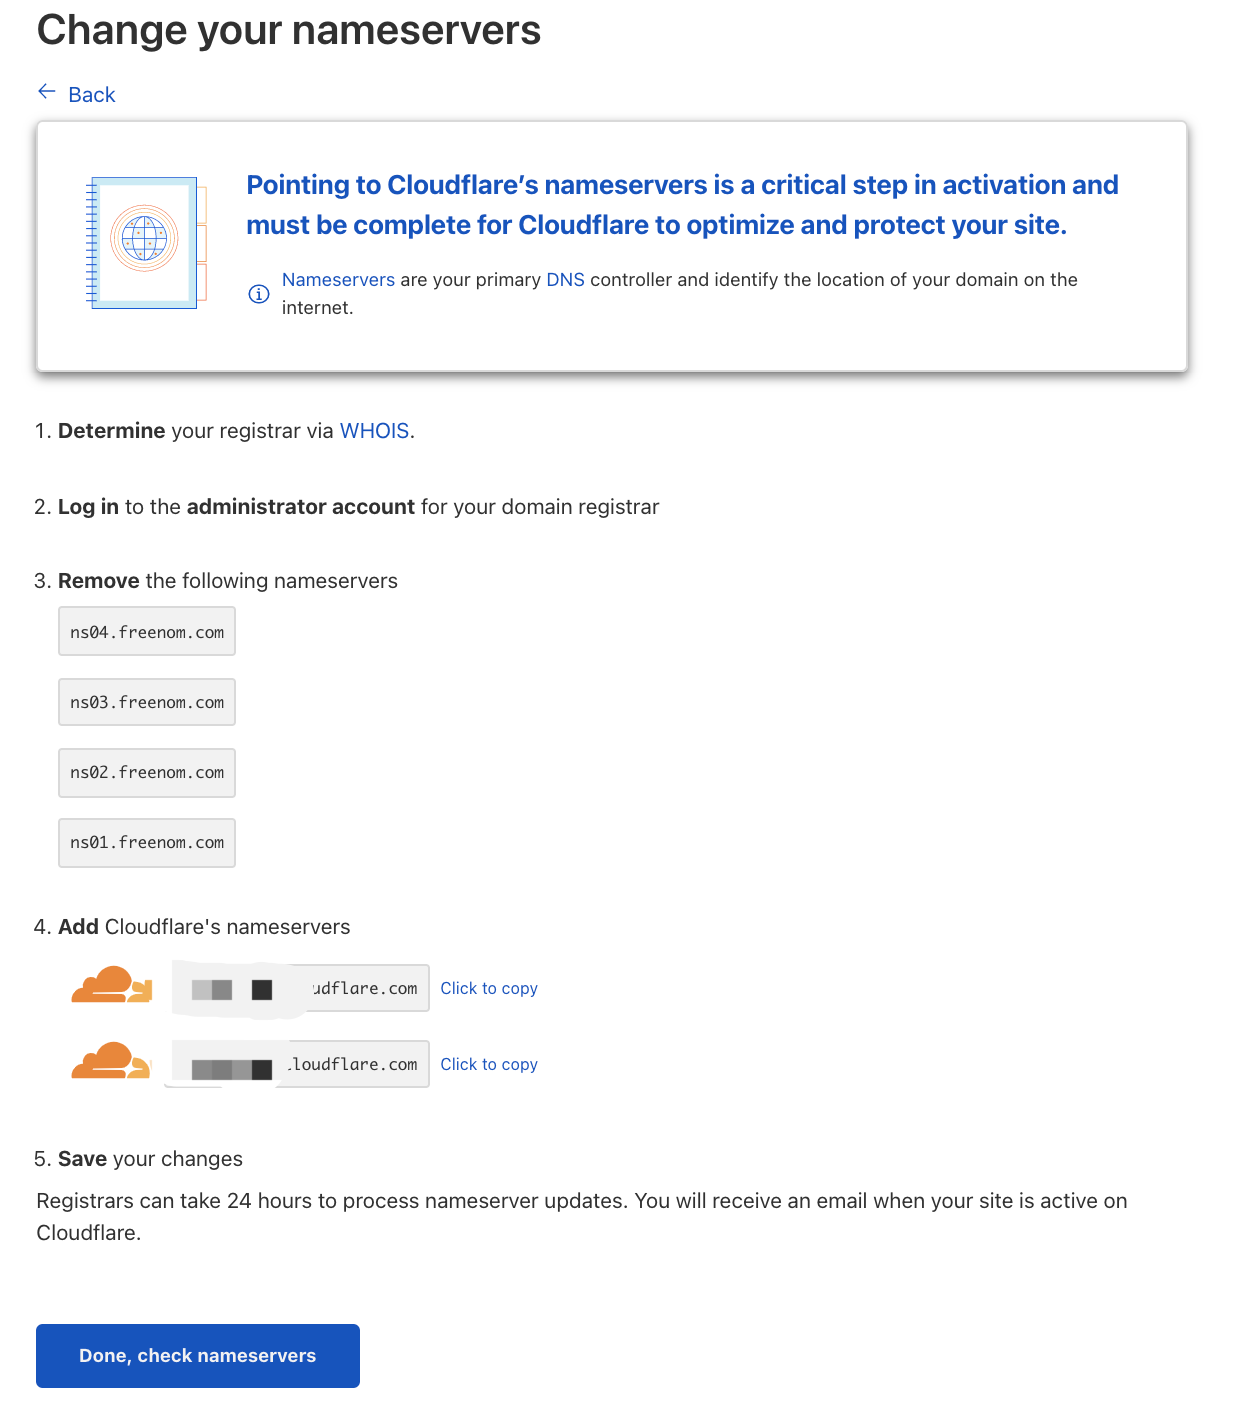 Change your nameservers
Back
Pointing to Cloudflare’s nameservers is a critical step in activation and
must be complete for Cloudflare to optimize and protect your site.
Nameservers are your primary DNS controller and identify the location of your domain on the
internet.
1. Determine your registrar via WHOIS.
2. Log in to the administrator account for your domain registrar
3. Remove the following nameservers
ns04.freenom.com
ns03.freenom.com
ns02.freenom.com
ns01.freenom.com
4. Add Cloudflare's nameservers
udflare.com Click to copy
loudflare.com Click to copy
5. Save your changes
Registrars can take 24 hours to process nameserver updates. You will receive an email when your site is active on
Cloudflare.
Done, check nameservers